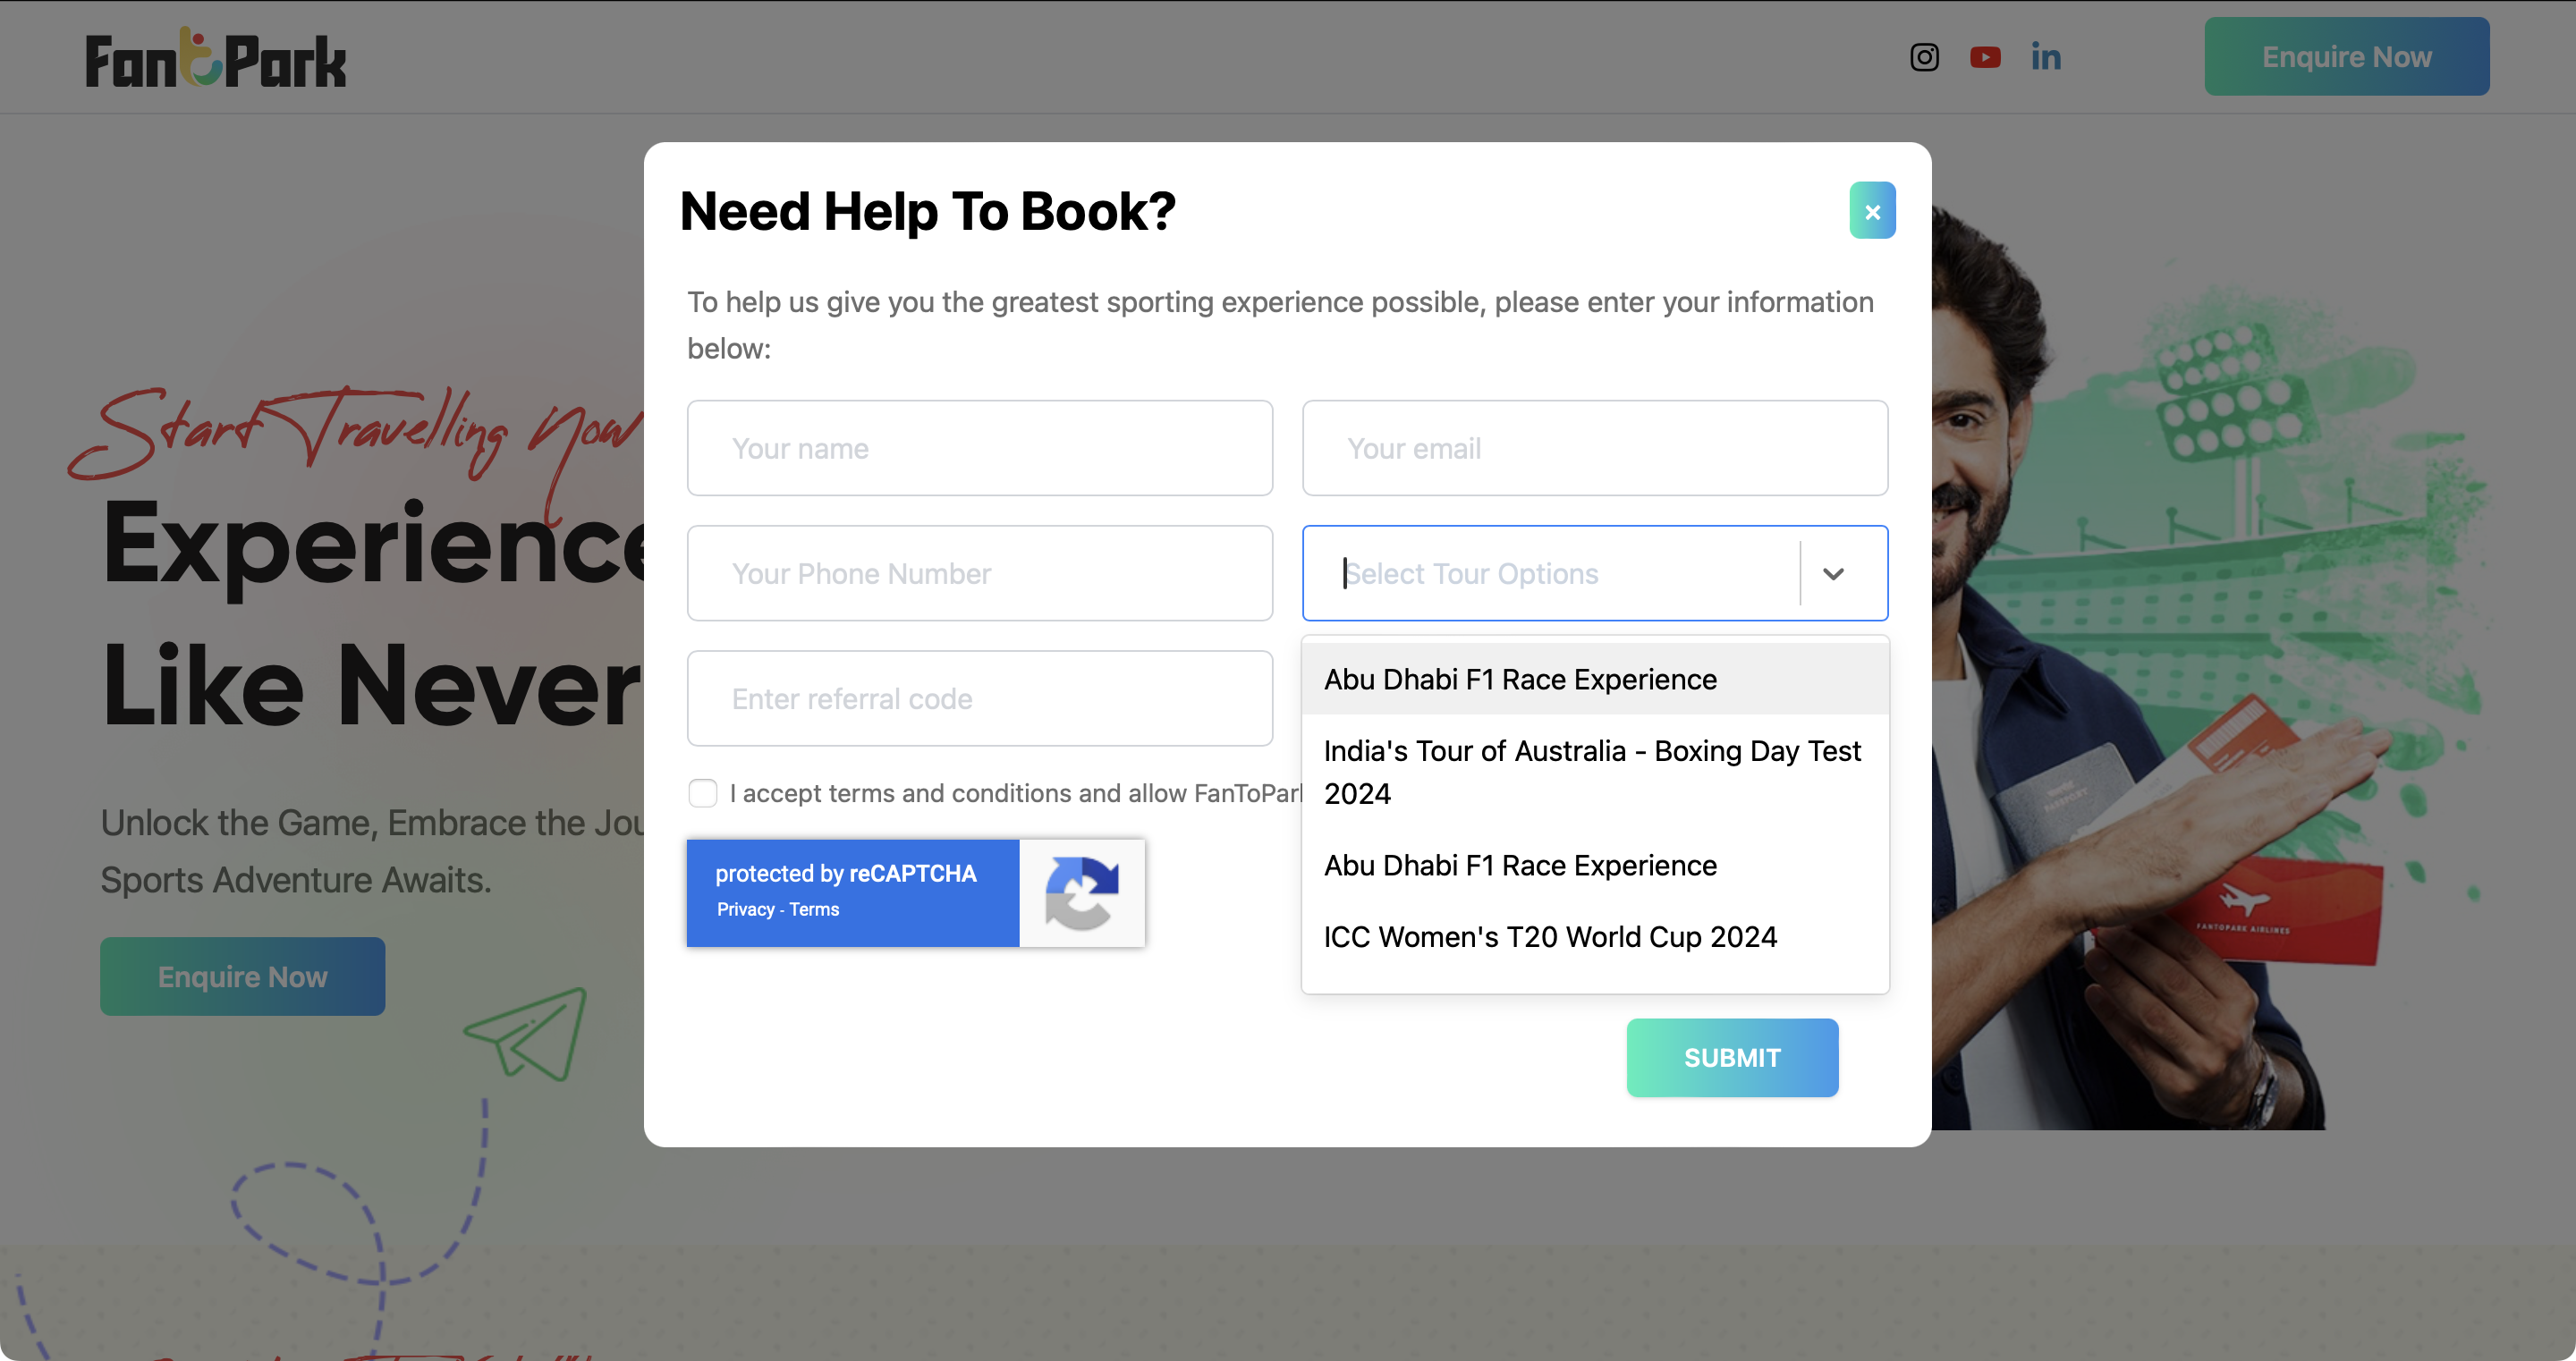 FanToPark
Enquire Now
Need Help To Book?
To help us give you the greatest sporting experience possible, please enter your information
below:
Your name
Your email
Your Phone Number
Select Tour Options
Enter referral code
Abu Dhabi F1 Race Experience
India's Tour of Australia - Boxing Day Test
2024
Abu Dhabi F1 Race Experience
ICC Women's T20 World Cup 2024
I accept terms and conditions and allow
protected by reCAPTCHA
Privacy - Terms
SUBMIT
Start Travelling Now
Experience
Like Never
Unlock the Game, Embrace the
Sports Adventure Awaits.
Enquire Now
PASSPORT
FANTOPARK AIRLINES